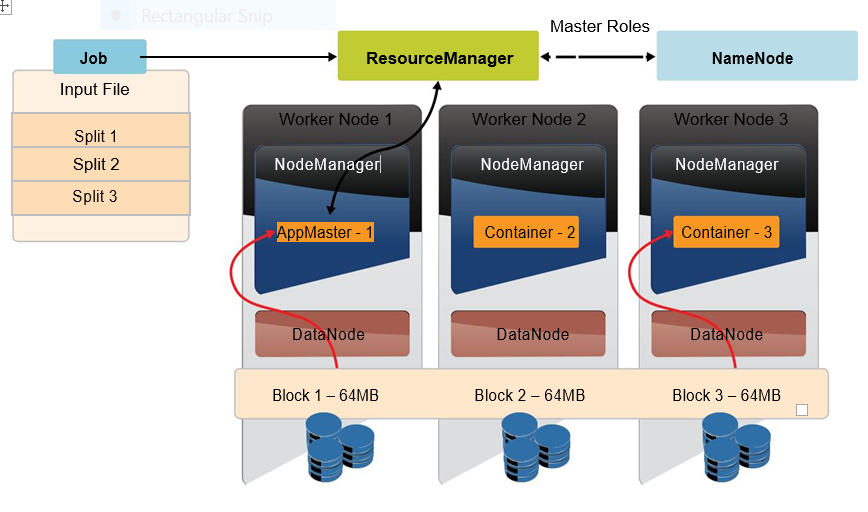 Rectangular Snip
Master Roles
Job
ResourceManager
NameNode
Input File
Split 1
Split 2
Split 3
Worker Node 1
Worker Node 2
Worker Node 3
NodeManager
NodeManager
NodeManager
AppMaster - 1
Container - 2
Container - 3
DataNode
DataNode
DataNode
Block 1 – 64MB
Block 2 – 64MB
Block 3 – 64MB